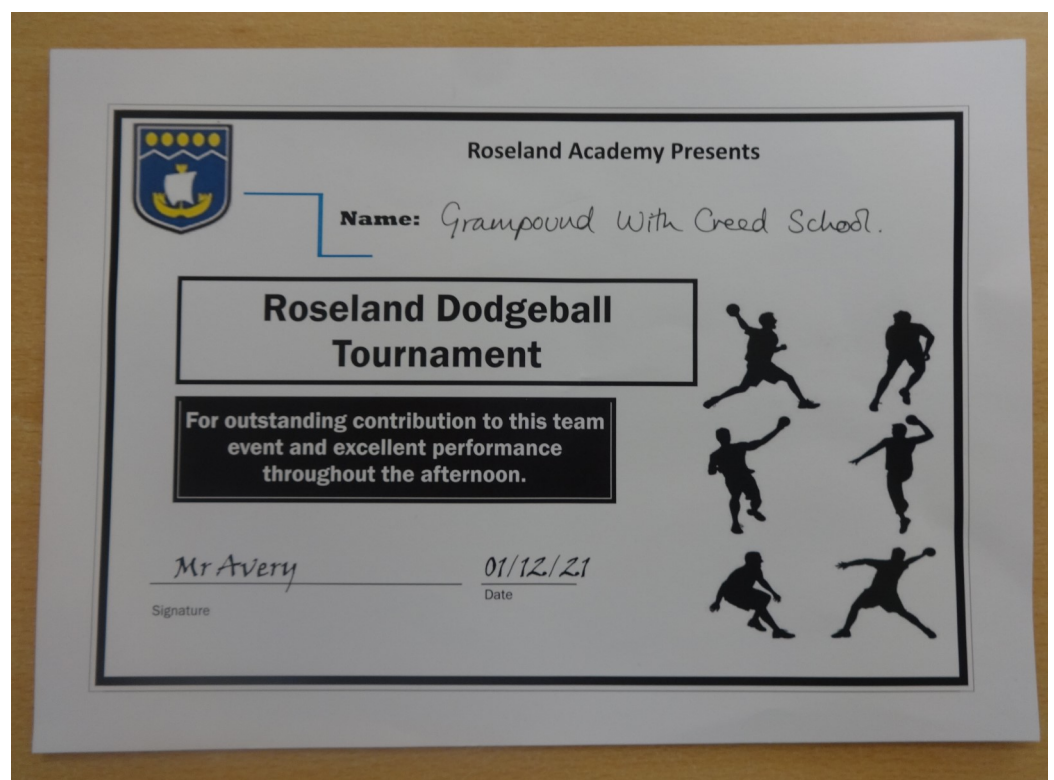 Roseland Academy Presents
Name: Grampound With Creed School.
Roseland Dodgeball
Tournament
For outstanding contribution to this team
event and excellent performance
throughout the afternoon.
Mr Avery 01/12/21
Signature Date